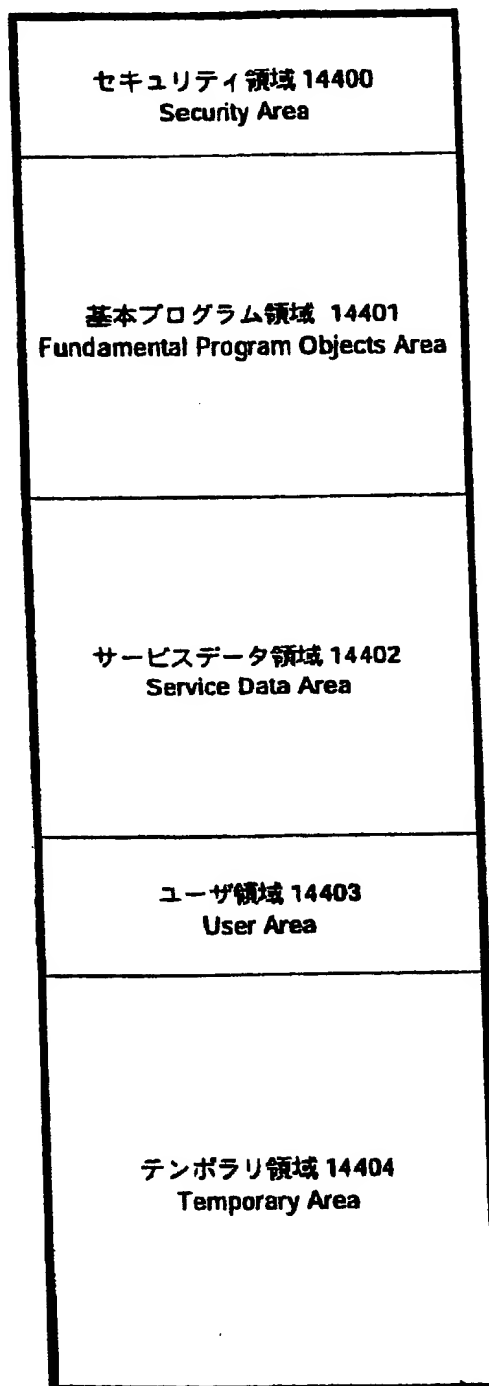 セキュリティ領域 14400
Security Area
基本プログラム領域 14401
Fundamental Program Objects Area
サービスデータ領域 14402
Service Data Area
ユーザ領域 14403
User Area
テンポラリ領域 14404
Temporary Area